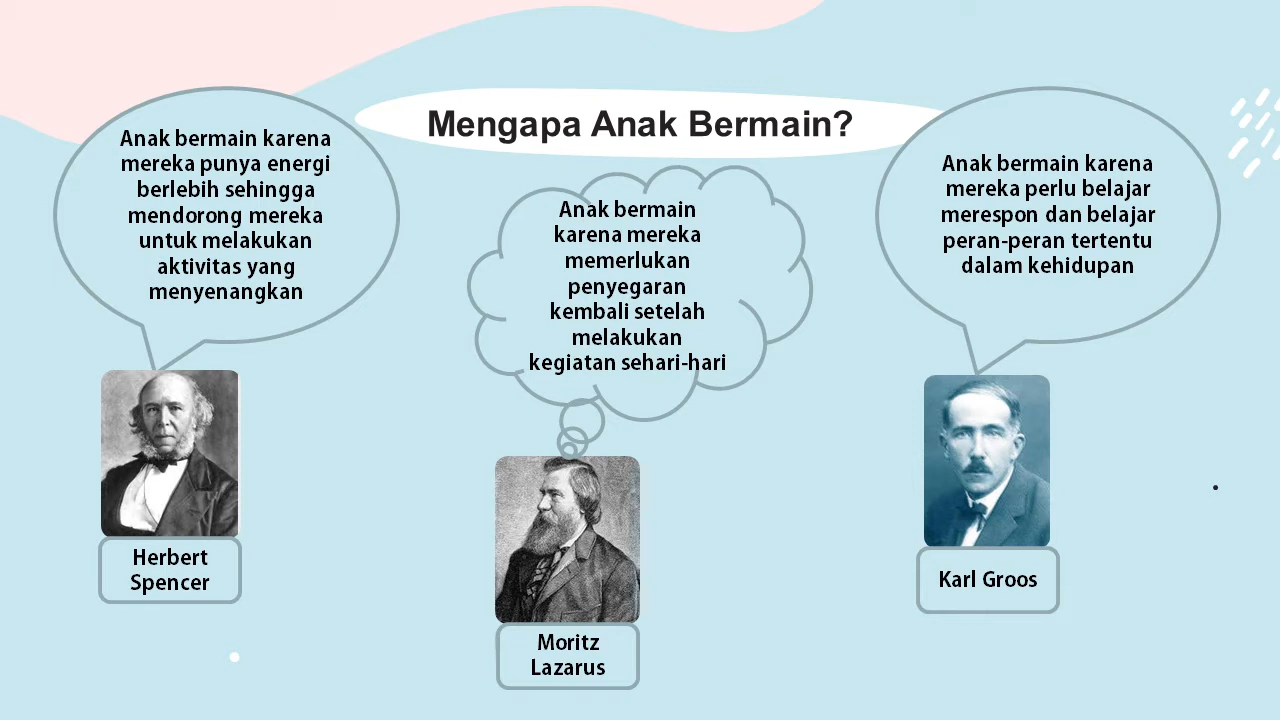 Mengapa Anak Bermain?
Anak bermain karena
mereka punya energi
berlebih sehingga
mendorong mereka
untuk melakukan
aktivitas yang
menyenangkan
Herbert
Spencer
Anak bermain
karena mereka
memerlukan
penyegaran
kembali setelah
melakukan
kegiatan sehari-hari
Moritz
Lazarus
Anak bermain karena
mereka perlu belajar
merespon dan belajar
peran-peran tertentu
dalam kehidupan
Karl Groos